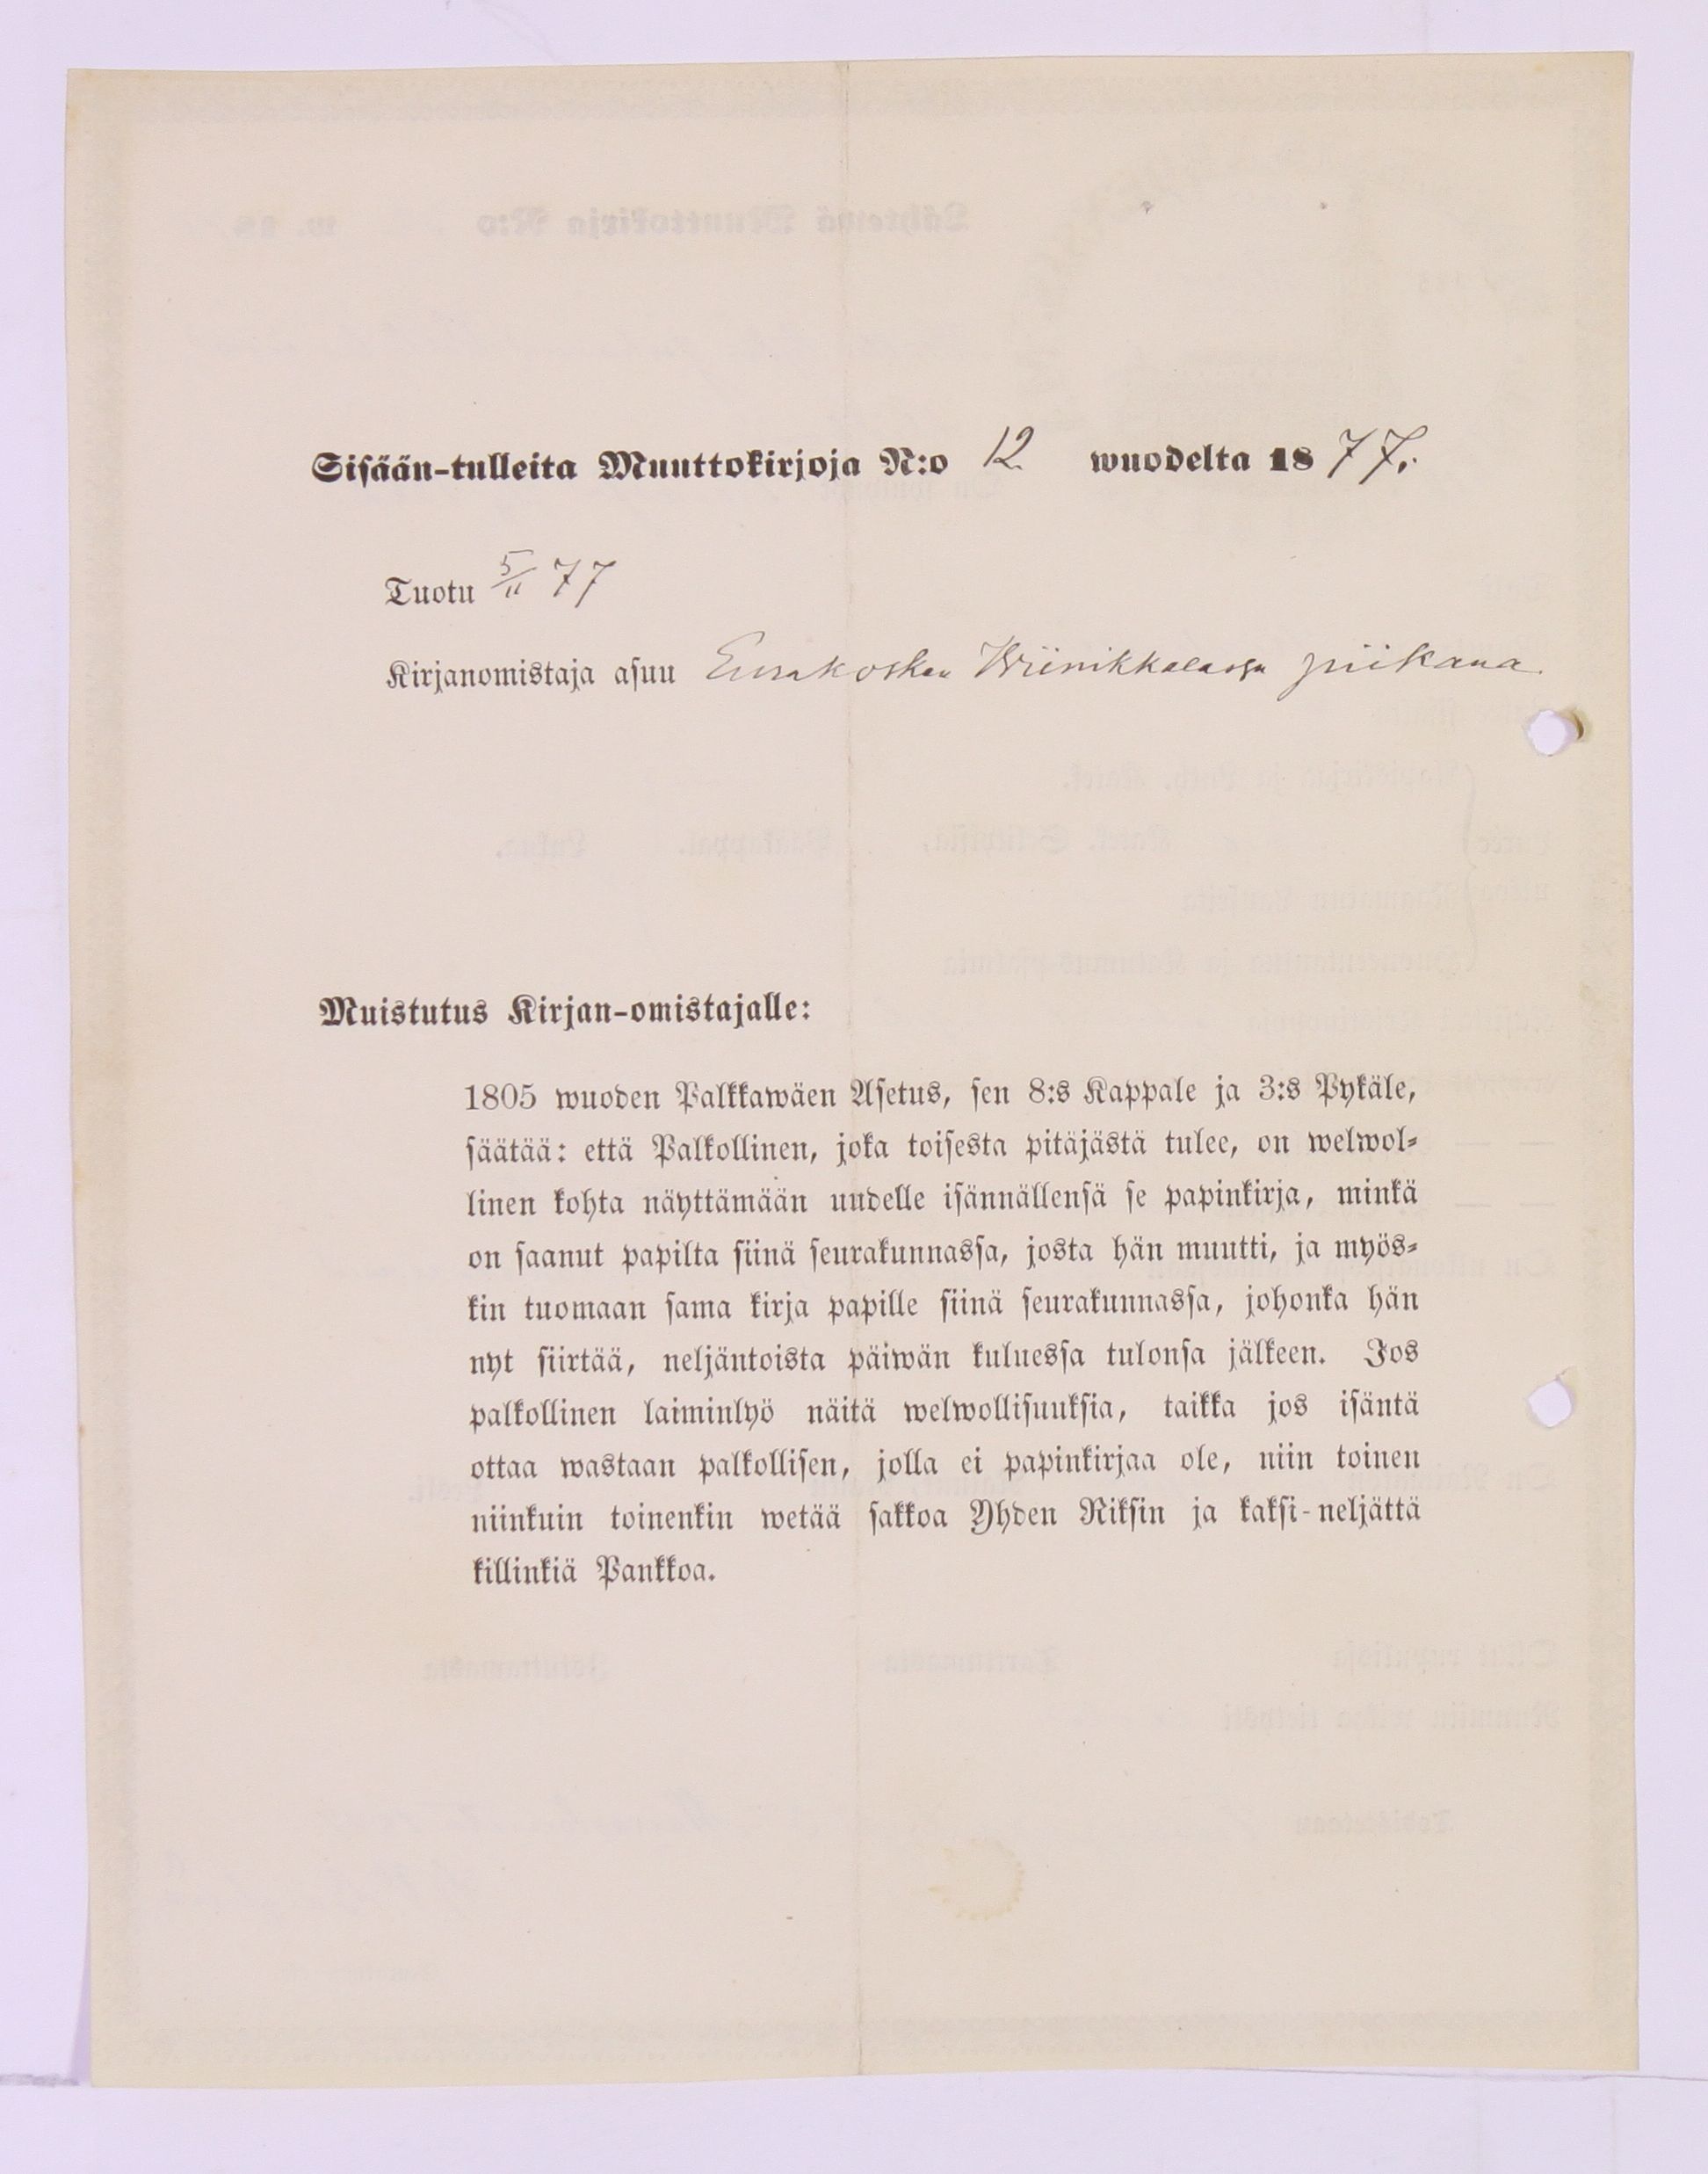 Sisään-tulleita Muuttokirjoja N:o 12. wuodelta 1877.
Tuotu 5/11 77
Kirjanomistaja asuu Eurakosken Wiinikkalassa piikana.
Muistutus Kirjan-omistajalle:
1805 wuoden Palkkawäen Asetus, sen 8:s Kappale ja 3:s Pykäle,
säätää: että Palkollinen, joka toisesta pitäjästä tulee, on welwol-
linen kohta näyttämään uudelle isännällensä se papinkirja, minkä
on saanut papilta siinä seurakunnassa, josta hän muutti, ja myös-
kin tuomaan sama kirja papille siinä seurakunnassa, johonka hän
nyt siirtää, neljäntoista päiwän kuluessa tulonsa jälkeen. Jos
palkollinen laiminlyö näitä welwollisuuksia, taikka jos isäntä
ottaa wastaan palkollisen, jolla ei papinkirjaa ole, niin toinen
niinkuin toinenkin wetää sakkoa Yhden Riksin ja kaksi-neljättä
killinkiä Pankkoa.